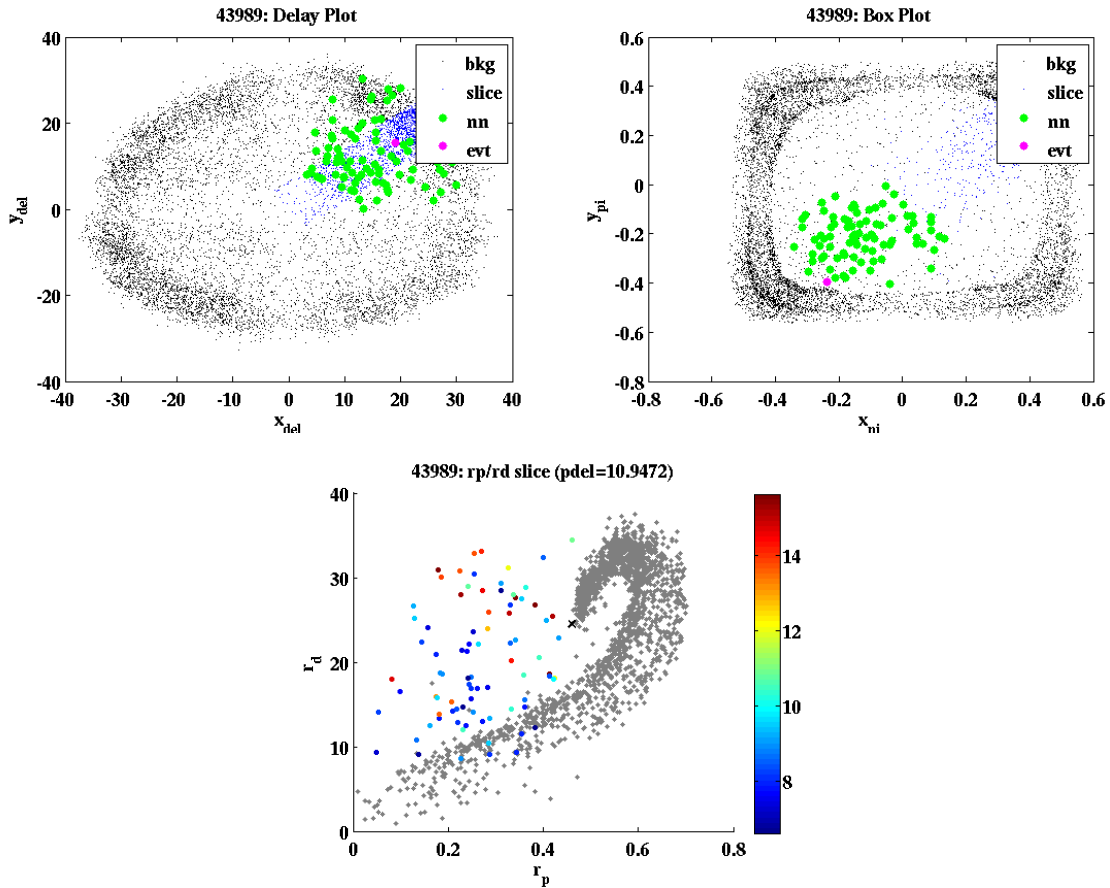 43989: Delay Plot
40
20
0
-20
-40
-40 -30 -20 -10 0 10 20 30 40
y_del
x_del
bkg
slice
nn
evt
43989: Box Plot
0.6
0.4
0.2
0
-0.2
-0.4
-0.6
-0.8
-0.8 -0.6 -0.4 -0.2 0 0.2 0.4 0.6
y_pi
x_pi
bkg
slice
nn
evt
43989: rp/rd slice (pdel=10.9472)
40
30
20
10
0
0 0.2 0.4 0.6 0.8
r_d
r_p
14
12
10
8